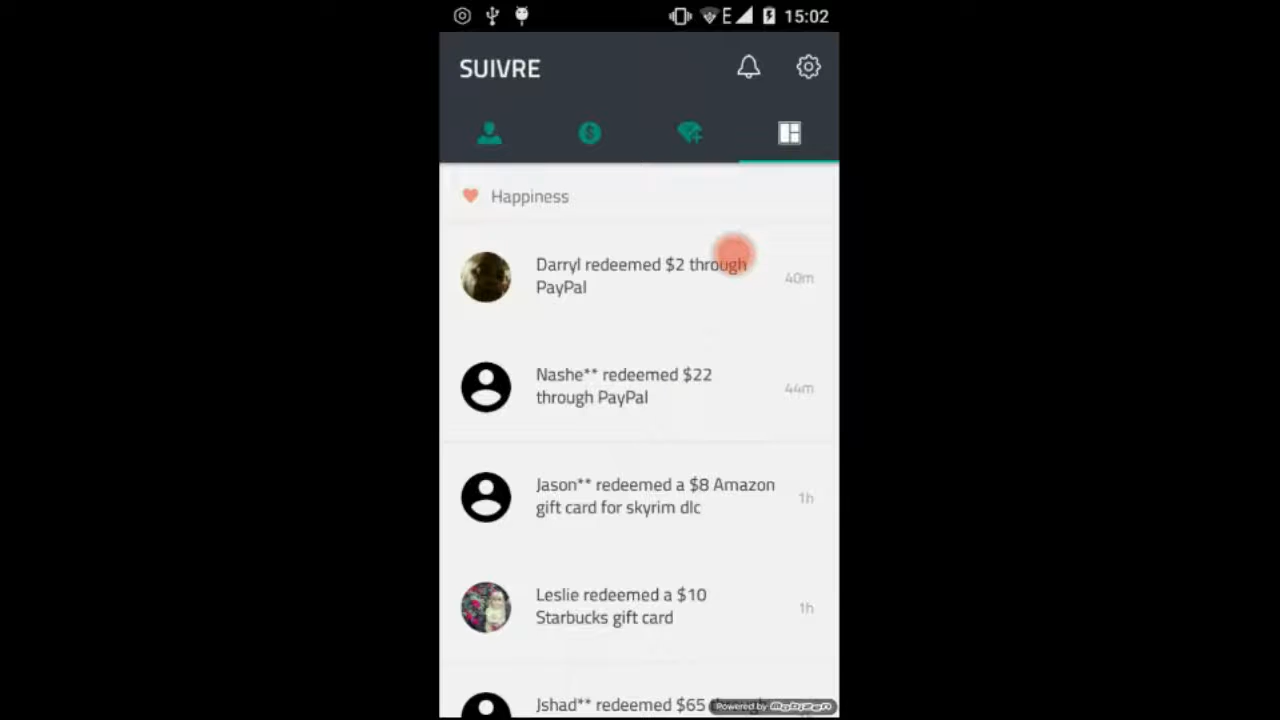 E 15:02
SUIVRE
Happiness
Darryl redeemed $2 through
PayPal
40m
Nashe** redeemed $22
through PayPal
44m
Jason** redeemed a $8 Amazon
gift card for skyrim dlc
1h
Leslie redeemed a $10
Starbucks gift card
1h
Jshad** redeemed $65 through
Powered by Mobizen